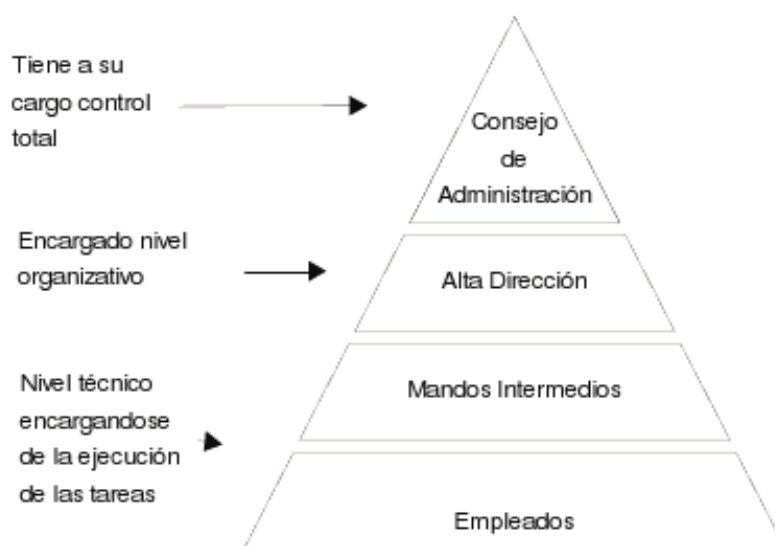 Tiene a su
cargo control
total
Consejo
de
Administración
Encargado nivel
organizativo
Alta Dirección
Nivel técnico
encargandose
de la ejecución
de las tareas
Mandos Intermedios
Empleados